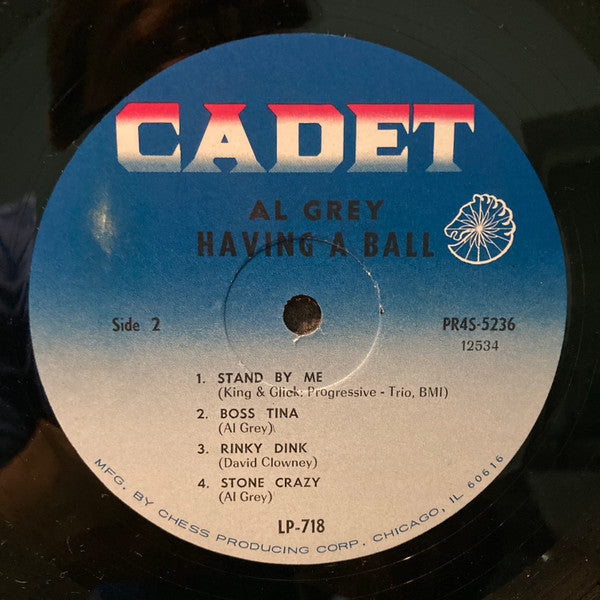 CADET
AL GREY
HAVING A BALL
Side 2
PR4S-5236
12534
1. STAND BY ME
(King & Glick: Progressive - Trio, BMI)
2. BOSS TINA
(Al Grey)
3. RINKY DINK
(David Clowney)
4. STONE CRAZY
(Al Grey)
LP-718
MFG. BY CHESS PRODUCING CORP. CHICAGO, IL 60616